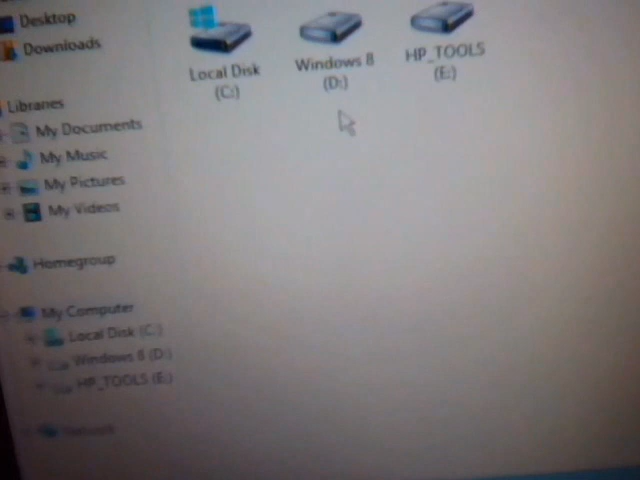 Desktop
Downloads
Libraries
My Documents
My Music
My Pictures
My Videos
Homegroup
My Computer
Local Disk (C:)
Windows 8 (D:)
HP_TOOLS (E:)
Network
Local Disk
(C:)
Windows 8
(D:)
HP_TOOLS
(E:)